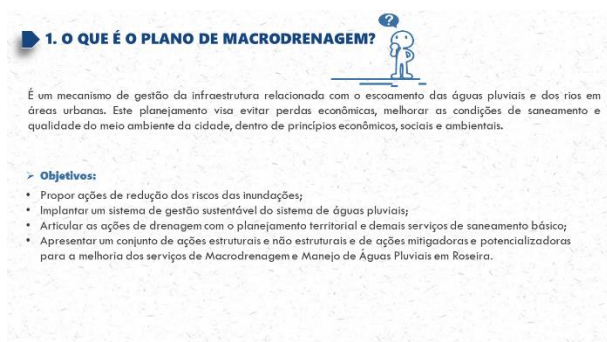 ?
1. O QUE É O PLANO DE MACRODRENAGEM?
É um mecanismo de gestão da infraestrutura relacionada com o escoamento das águas pluviais e dos rios em
áreas urbanas. Este planejamento visa evitar perdas econômicas, melhorar as condições de saneamento e
qualidade do meio ambiente da cidade, dentro de princípios econômicos, sociais e ambientais.
➢ Objetivos:
• Propor ações de redução dos riscos das inundações;
• Implantar um sistema de gestão sustentável do sistema de águas pluviais;
• Articular as ações de drenagem com o planejamento territorial e demais serviços de saneamento básico;
• Apresentar um conjunto de ações estruturais e não estruturais e de ações mitigadoras e potencializadoras
para a melhoria dos serviços de Macrodrenagem e Manejo de Águas Pluviais em Roseira.